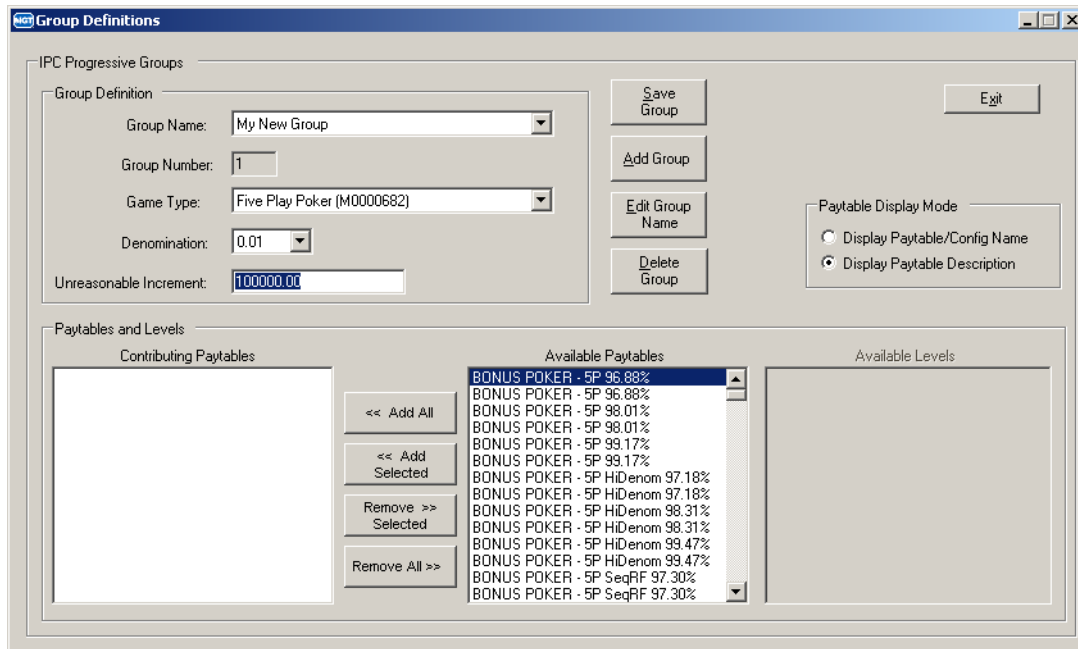 NGT Group Definitions
IPC Progressive Groups
Group Definition
Group Name: My New Group
Group Number: 1
Game Type: Five Play Poker (M0000682)
Denomination: 0.01
Unreasonable Increment: 100000.00
Save
Group
Add Group
Edit Group
Name
Delete
Group
Exit
Paytable Display Mode
Display Paytable/Config Name
Display Paytable Description
Paytables and Levels
Contributing Paytables
<< Add All
<< Add
Selected
Remove >>
Selected
Remove All >>
Available Paytables
BONUS POKER - 5P 96.88%
BONUS POKER - 5P 96.88%
BONUS POKER - 5P 98.01%
BONUS POKER - 5P 98.01%
BONUS POKER - 5P 99.17%
BONUS POKER - 5P 99.17%
BONUS POKER - 5P HiDenom 97.18%
BONUS POKER - 5P HiDenom 97.18%
BONUS POKER - 5P HiDenom 98.31%
BONUS POKER - 5P HiDenom 98.31%
BONUS POKER - 5P HiDenom 99.47%
BONUS POKER - 5P HiDenom 99.47%
BONUS POKER - 5P SeqRF 97.30%
BONUS POKER - 5P SeqRF 97.30%
Available Levels